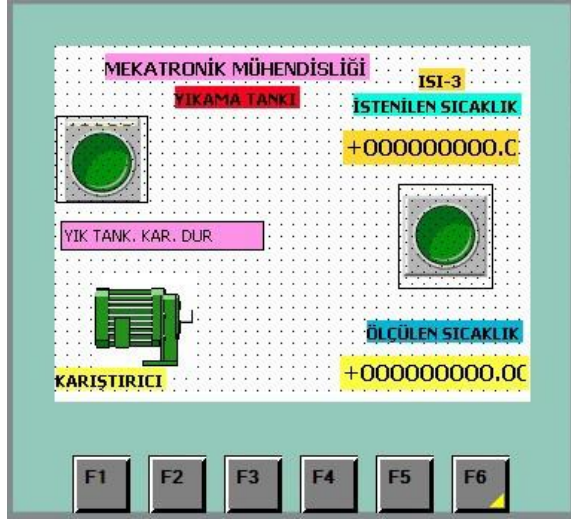 MEKATRONİK MÜHENDİSLİĞİ
YIKAMA TANKI
ISI-3
İSTENİLEN SICAKLIK
+000000000.0
YIK TANK. KAR. DUR
ÖLÇÜLEN SICAKLIK
+000000000.00
KARIŞTIRICI
F1 F2 F3 F4 F5 F6